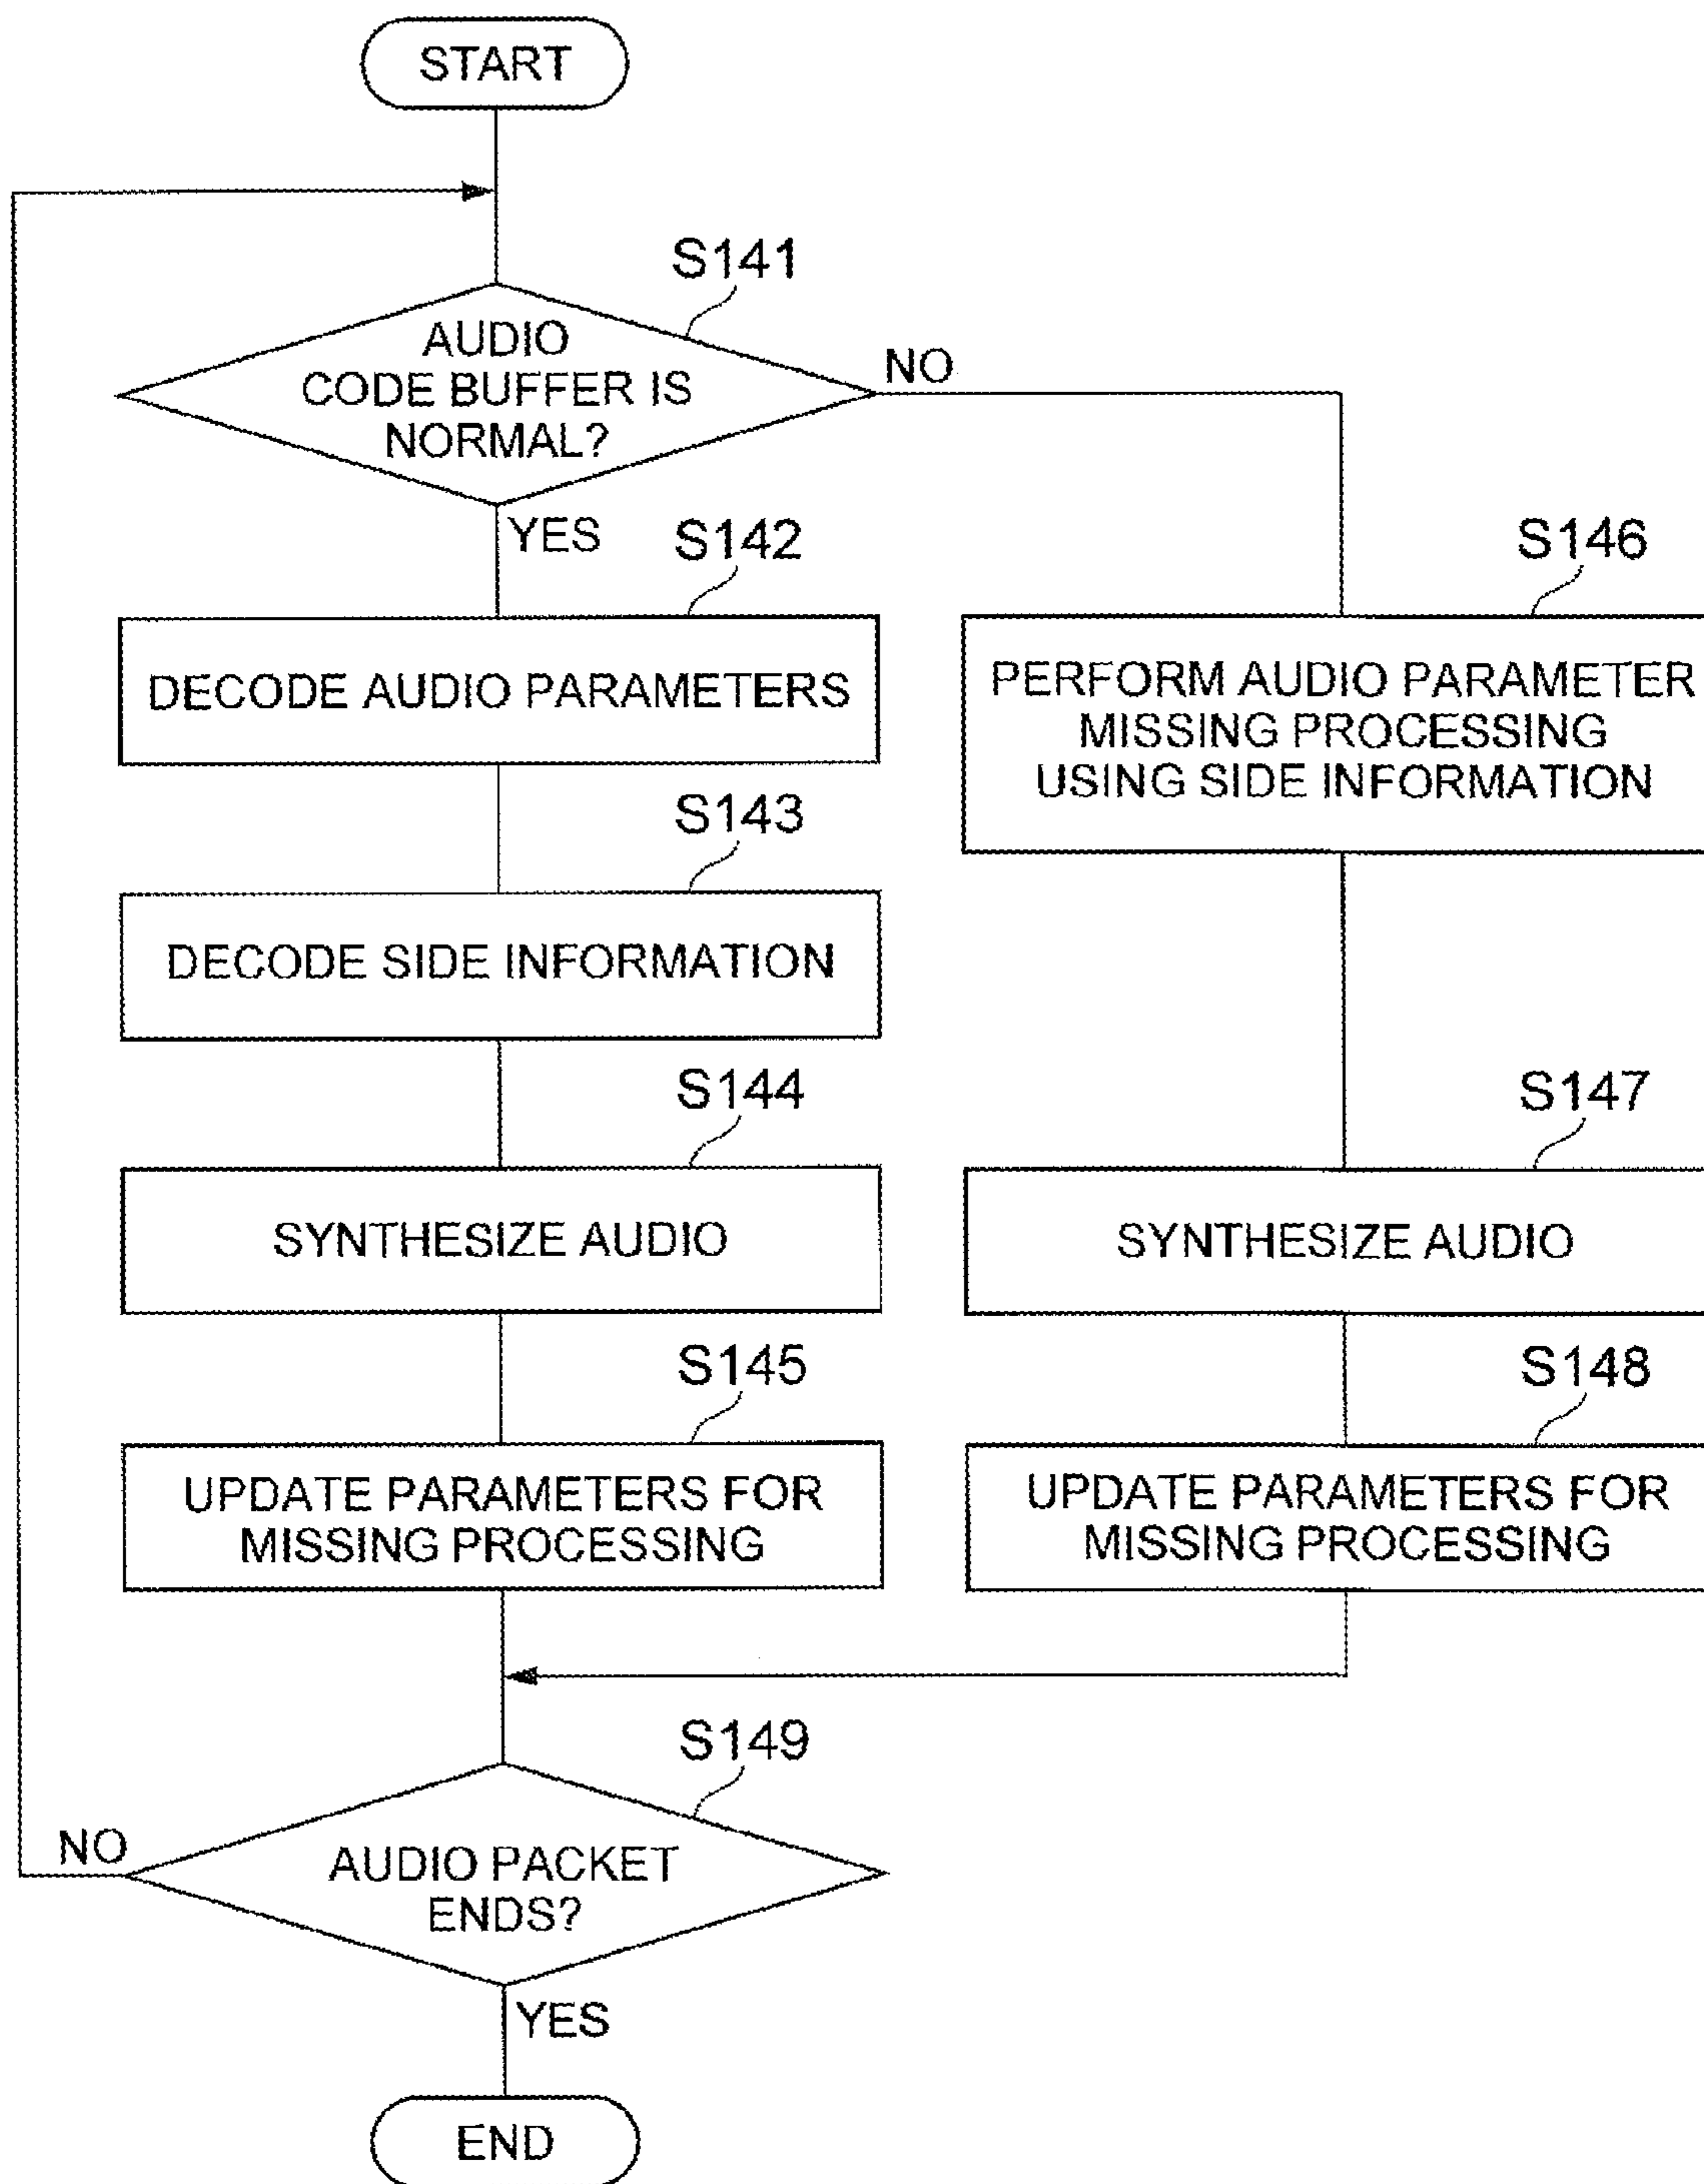 START
S141
AUDIO
CODE BUFFER IS
NORMAL?
NO
YES
S142
DECODE AUDIO PARAMETERS
S146
PERFORM AUDIO PARAMETER
MISSING PROCESSING
USING SIDE INFORMATION
S143
DECODE SIDE INFORMATION
S144
SYNTHESIZE AUDIO
S147
SYNTHESIZE AUDIO
S145
UPDATE PARAMETERS FOR
MISSING PROCESSING
S148
UPDATE PARAMETERS FOR
MISSING PROCESSING
S149
NO
AUDIO PACKET
ENDS?
YES
END